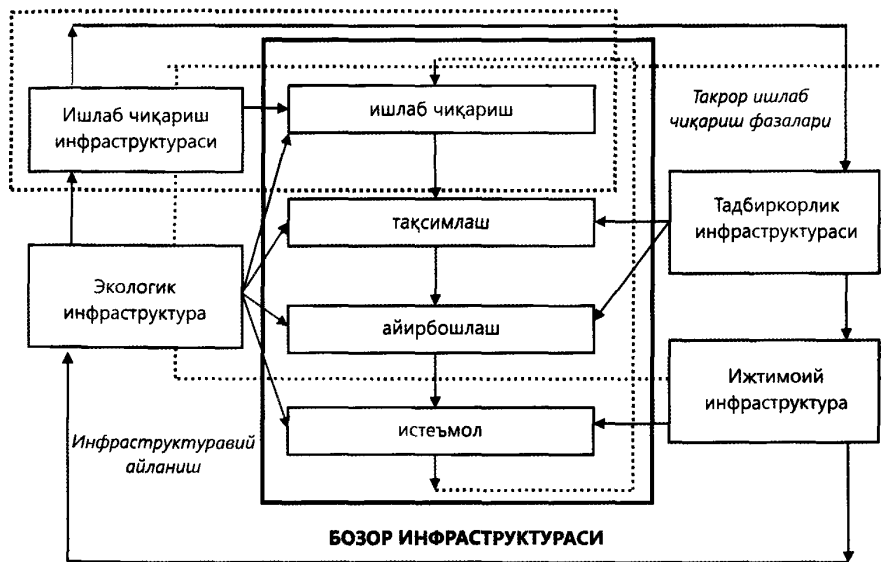 Ишлаб чиқариш
инфраструктураси
ишлаб чиқариш
Такрор ишлаб
чиқариш фазалари
тақсимлаш
Тадбиркорлик
инфраструктураси
Экологик
инфраструктура
айирбошлаш
Ижтимоий
инфраструктура
истеъмол
Инфраструктуравий
айланиш
БОЗОР ИНФРАСТРУКТУРАСИ